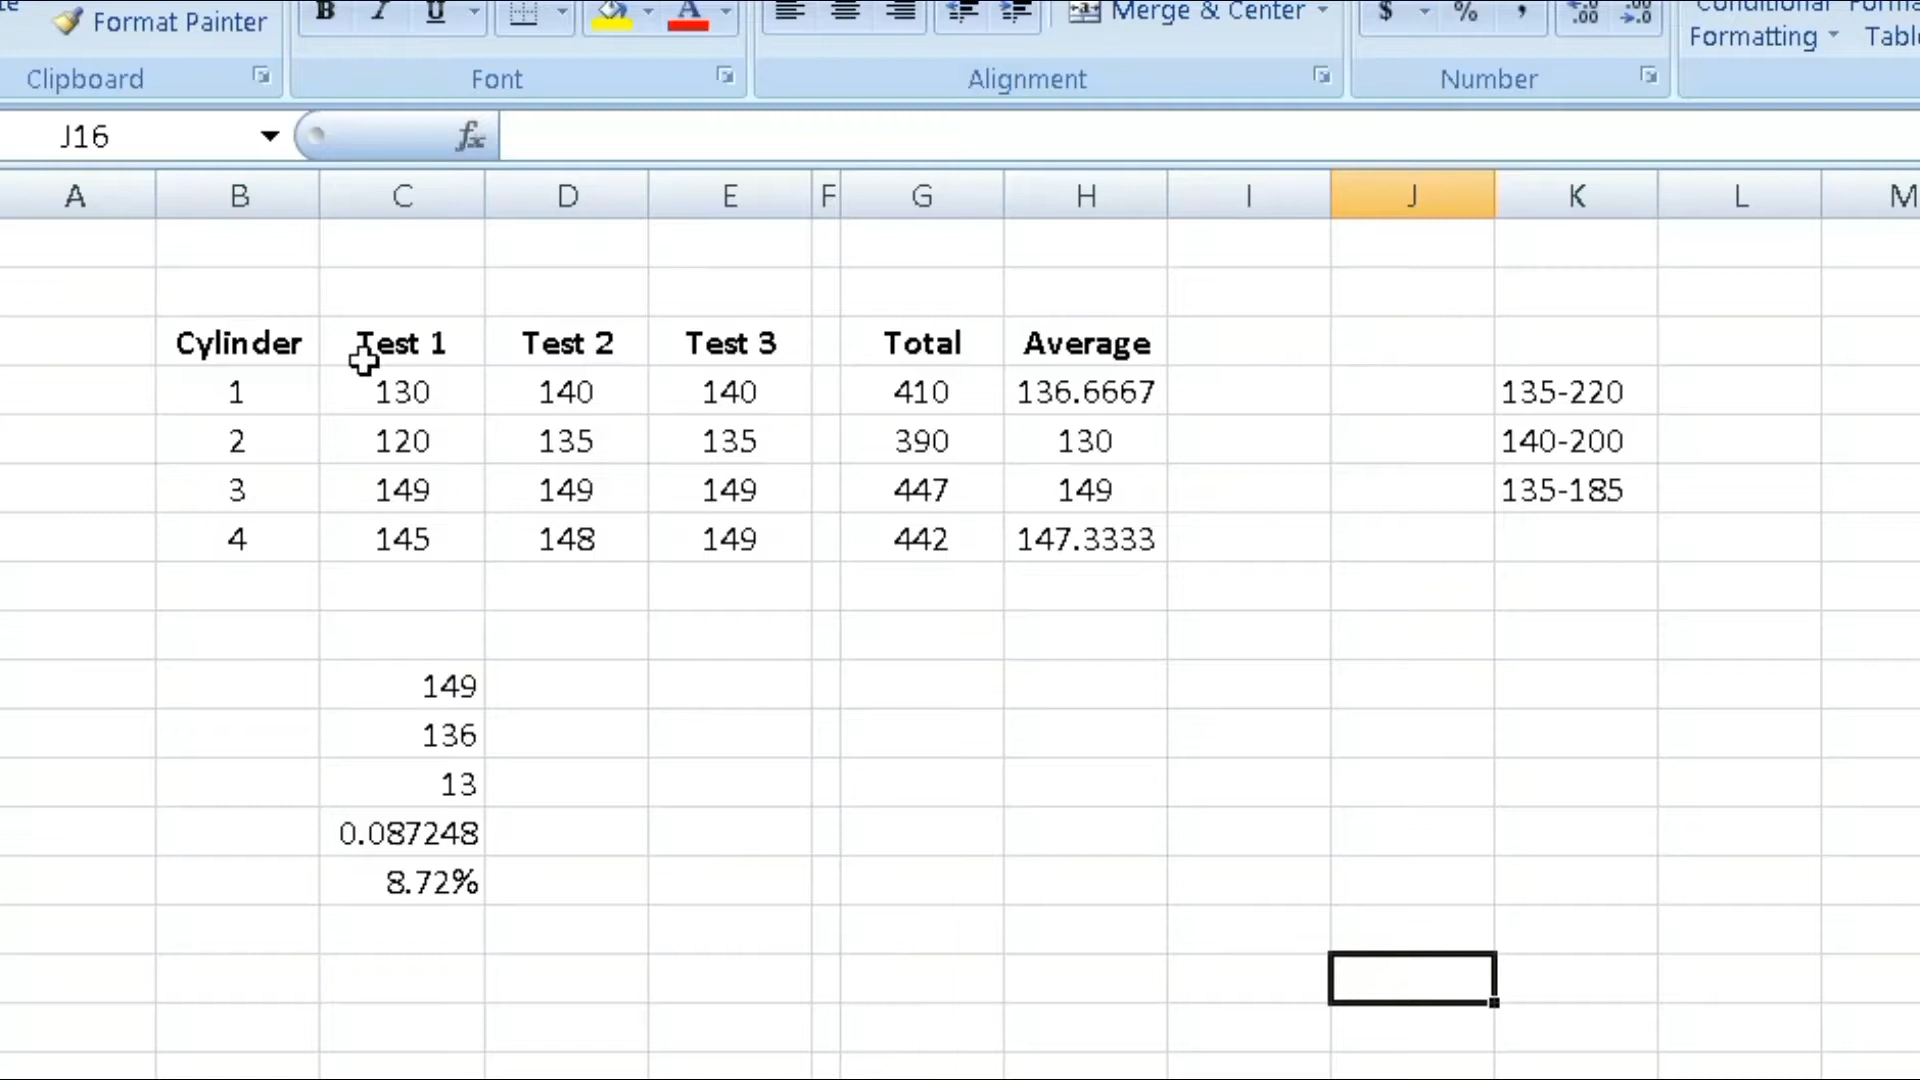 Format Painter
B I U A
Merge & Center
$ % ,
Formatting
Clipboard Font Alignment Number
J16 fx
A B C D E F G H I J K L M
Cylinder Test 1 Test 2 Test 3 Total Average
1 130 140 140 410 136.6667 135-220
2 120 135 135 390 130 140-200
3 149 149 149 447 149 135-185
4 145 148 149 442 147.3333
149
136
13
0.087248
8.72%